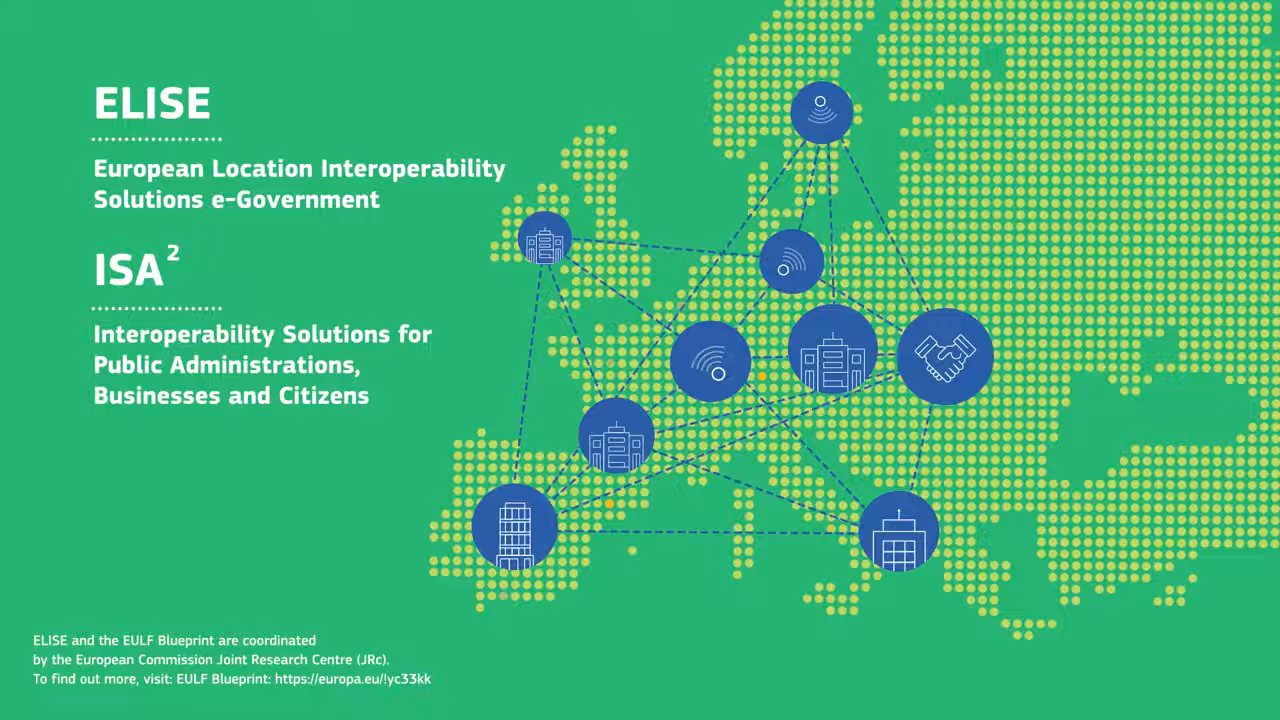 ELISE
European Location Interoperability
Solutions e-Government
ISA²
Interoperability Solutions for
Public Administrations,
Businesses and Citizens
ELISE and the EULF Blueprint are coordinated
by the European Commission Joint Research Centre (JRc).
To find out more, visit: EULF Blueprint: https://europa.eu/!yc33kk